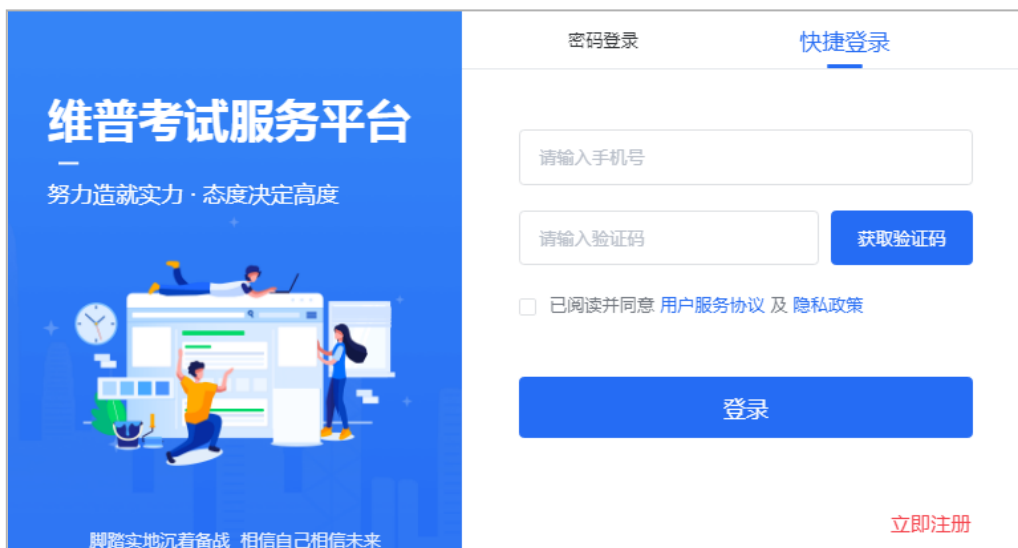 维普考试服务平台
努力造就实力 · 态度决定高度
脚踏实地沉着备战 相信自己相信未来
密码登录 快捷登录
请输入手机号
请输入验证码 获取验证码
已阅读并同意 用户服务协议 及 隐私政策
登录
立即注册